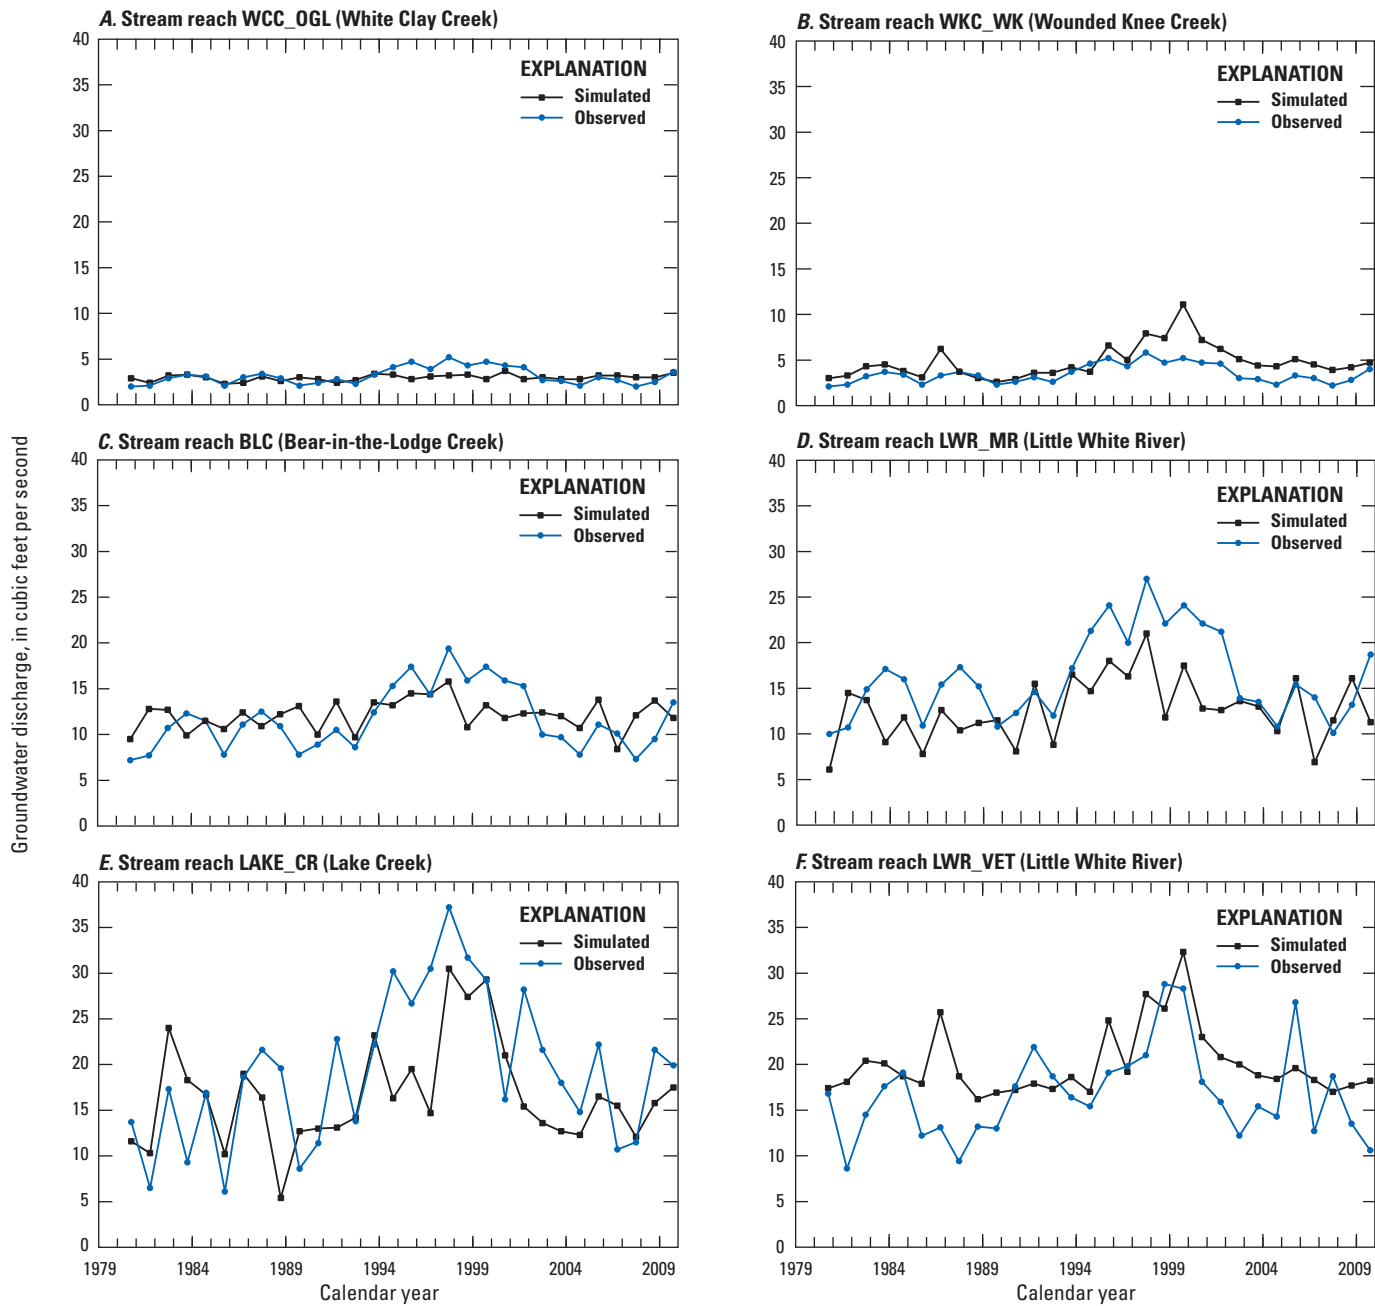 A. Stream reach WCC_OGL (White Clay Creek)
40
35
30
25
20
15
10
5
0
EXPLANATION
Simulated
Observed
B. Stream reach WKC_WK (Wounded Knee Creek)
40
35
30
25
20
15
10
5
0
EXPLANATION
Simulated
Observed
Groundwater discharge, in cubic feet per second
C. Stream reach BLC (Bear-in-the-Lodge Creek)
40
35
30
25
20
15
10
5
0
EXPLANATION
Simulated
Observed
D. Stream reach LWR_MR (Little White River)
40
35
30
25
20
15
10
5
0
EXPLANATION
Simulated
Observed
E. Stream reach LAKE_CR (Lake Creek)
40
35
30
25
20
15
10
5
0
EXPLANATION
Simulated
Observed
1979 1984 1989 1994 1999 2004 2009
Calendar year
F. Stream reach LWR_VET (Little White River)
40
35
30
25
20
15
10
5
0
EXPLANATION
Simulated
Observed
1979 1984 1989 1994 1999 2004 2009
Calendar year